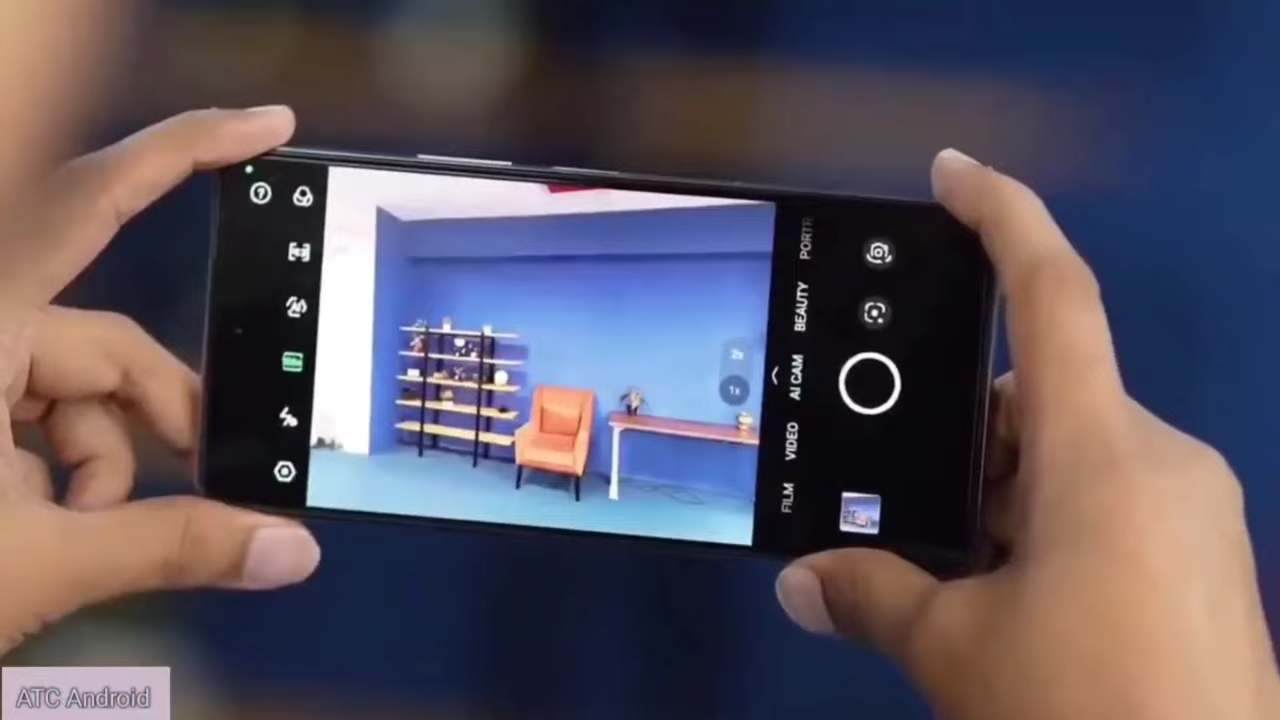 PORTR
BEAUTY
AI CAM
VIDEO
FILM
2x
1x
ATC Android